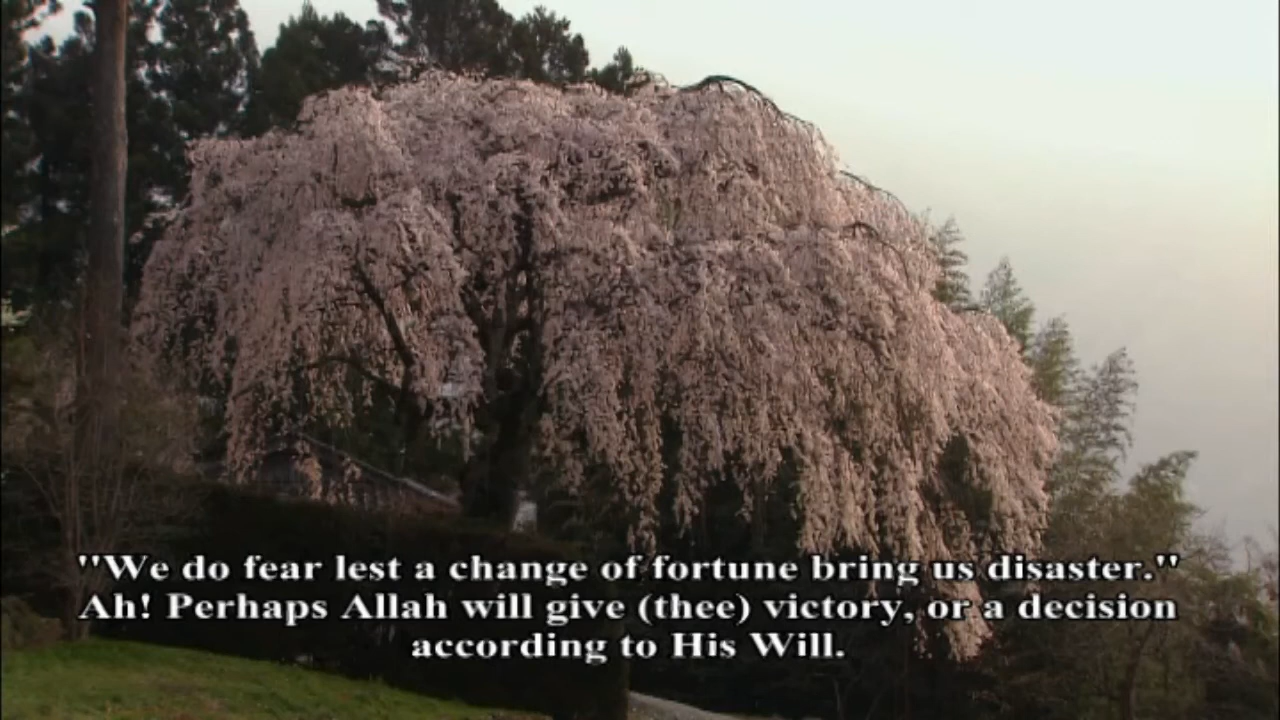 "We do fear lest a change of fortune bring us disaster."
Ah! Perhaps Allah will give (thee) victory, or a decision
according to His Will.